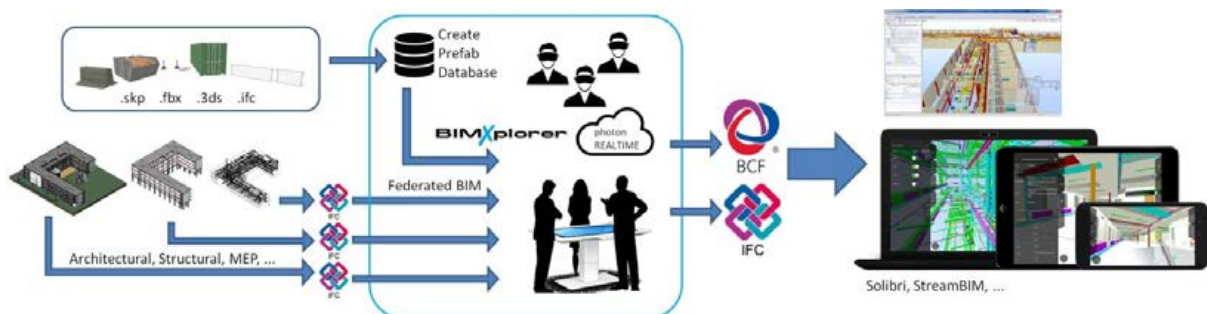 .skp .fbx .3ds .ifc
Create
Prefab
Database
BIMXplorer
photon
REALTIME
BCF
®
Federated BIM
IFC
IFC
IFC
IFC
Architectural, Structural, MEP, ...
Solibri, StreamBIM, ...